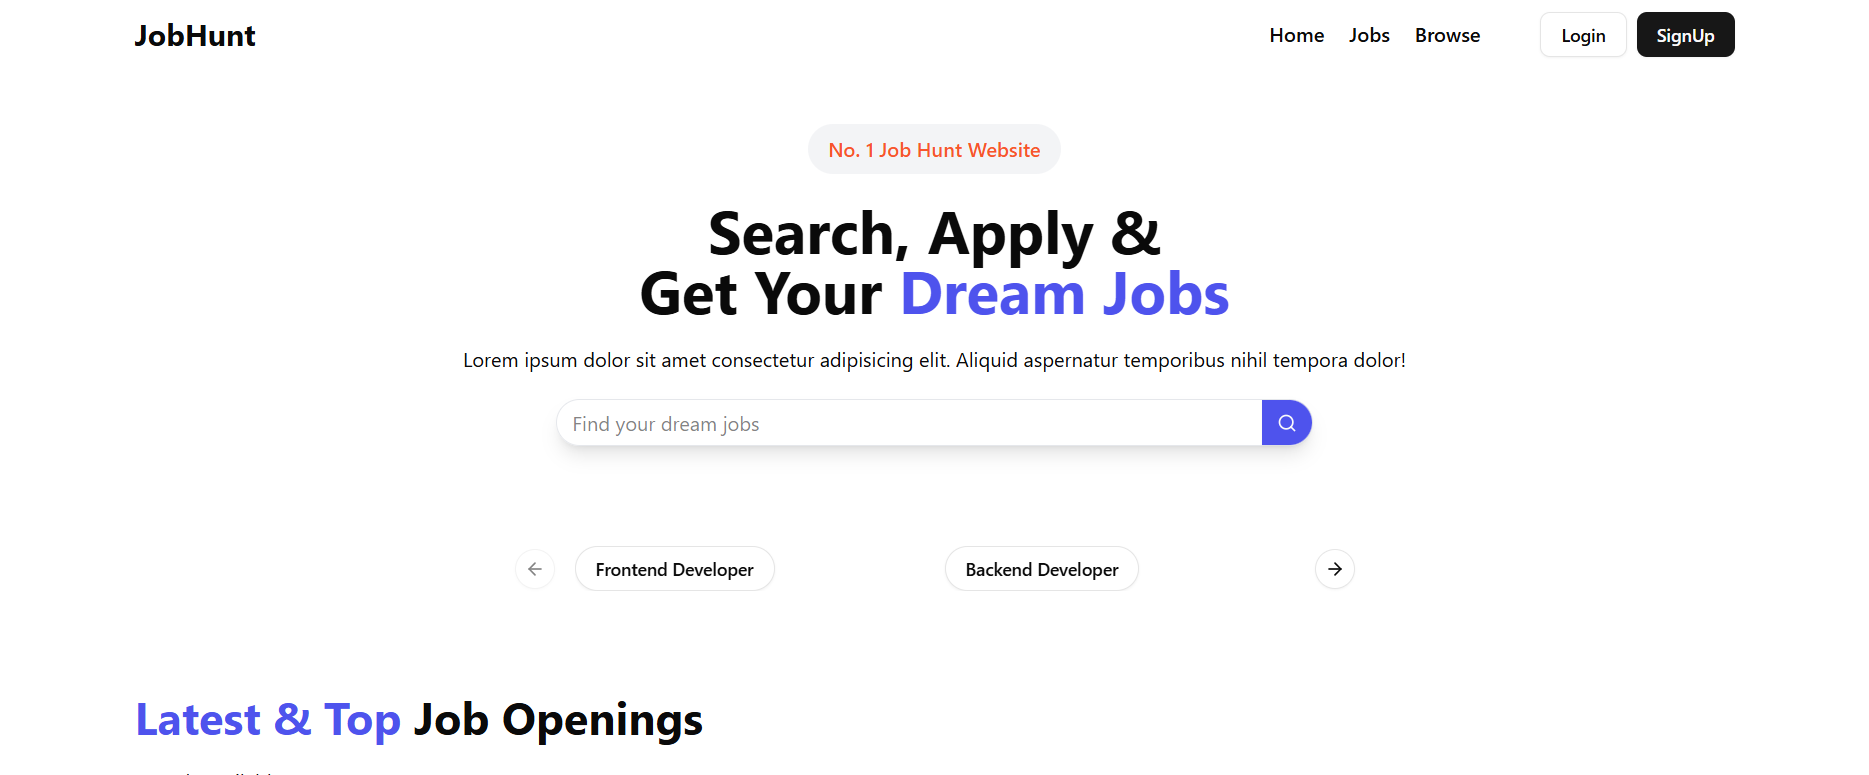 JobHunt
Home Jobs Browse Login SignUp
No. 1 Job Hunt Website
Search, Apply &
Get Your Dream Jobs
Lorem ipsum dolor sit amet consectetur adipisicing elit. Aliquid aspernatur temporibus nihil tempora dolor!
Find your dream jobs
Frontend Developer Backend Developer
Latest & Top Job Openings